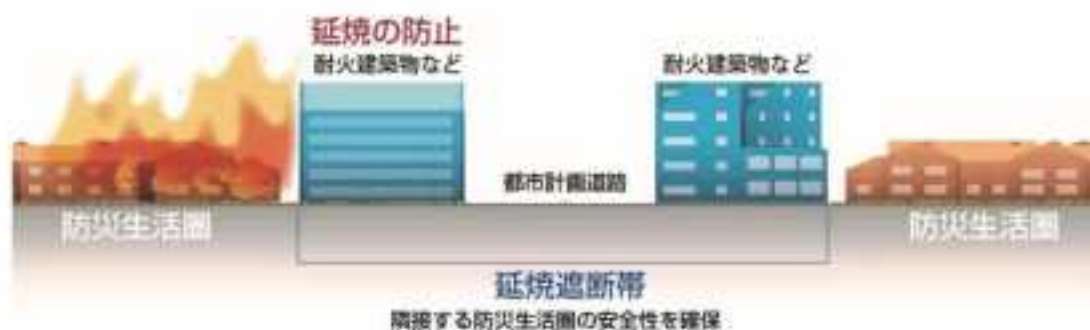 延焼の防止
耐火建築物など
耐火建築物など
都市計画道路
防災生活圏
防災生活圏
延焼遮断帯
隣接する防災生活圏の安全性を確保